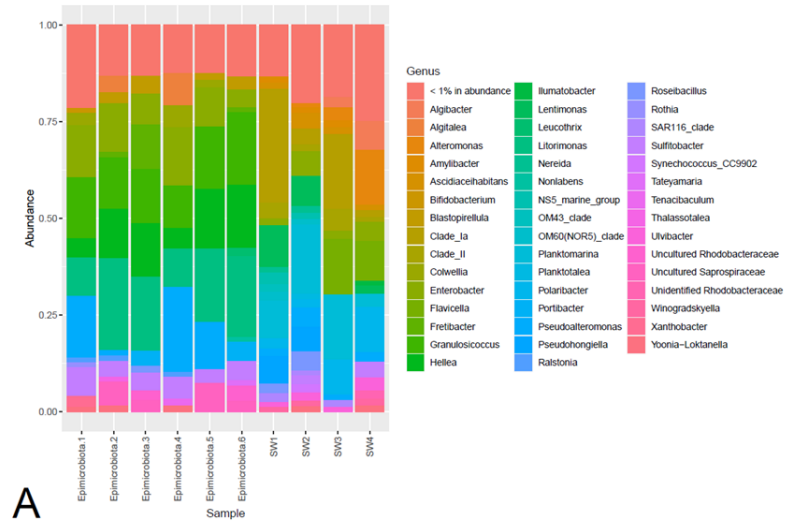 1.00
0.75
0.50
0.25
0.00
Abundance
Epimicrobiota.1
Epimicrobiota.2
Epimicrobiota.3
Epimicrobiota.4
Epimicrobiota.5
Epimicrobiota.6
SW1
SW2
SW3
SW4
Sample
A
Genus
< 1% in abundance
Algibacter
Algitalea
Alteromonas
Amylibacter
Ascidiaceihabitans
Bifidobacterium
Blastopirellula
Clade_Ia
Clade_II
Colwellia
Enterobacter
Flavicella
Fretibacter
Granulosicoccus
Hellea
Ilumatobacter
Lentimonas
Leucothrix
Litorimonas
Nereida
Nonlabens
NS5_marine_group
OM43_clade
OM60(NOR5)_clade
Planktomarina
Planktotalea
Polaribacter
Portibacter
Pseudoalteromonas
Pseudohongiella
Ralstonia
Roseibacillus
Rothia
SAR116_clade
Sulfitobacter
Synechococcus_CC9902
Tateyamaria
Tenacibaculum
Thalassotalea
Ulvibacter
Uncultured Rhodobacteraceae
Uncultured Saprospiraceae
Unidentified Rhodobacteraceae
Winogradskyella
Xanthobacter
Yoonia−Loktanella